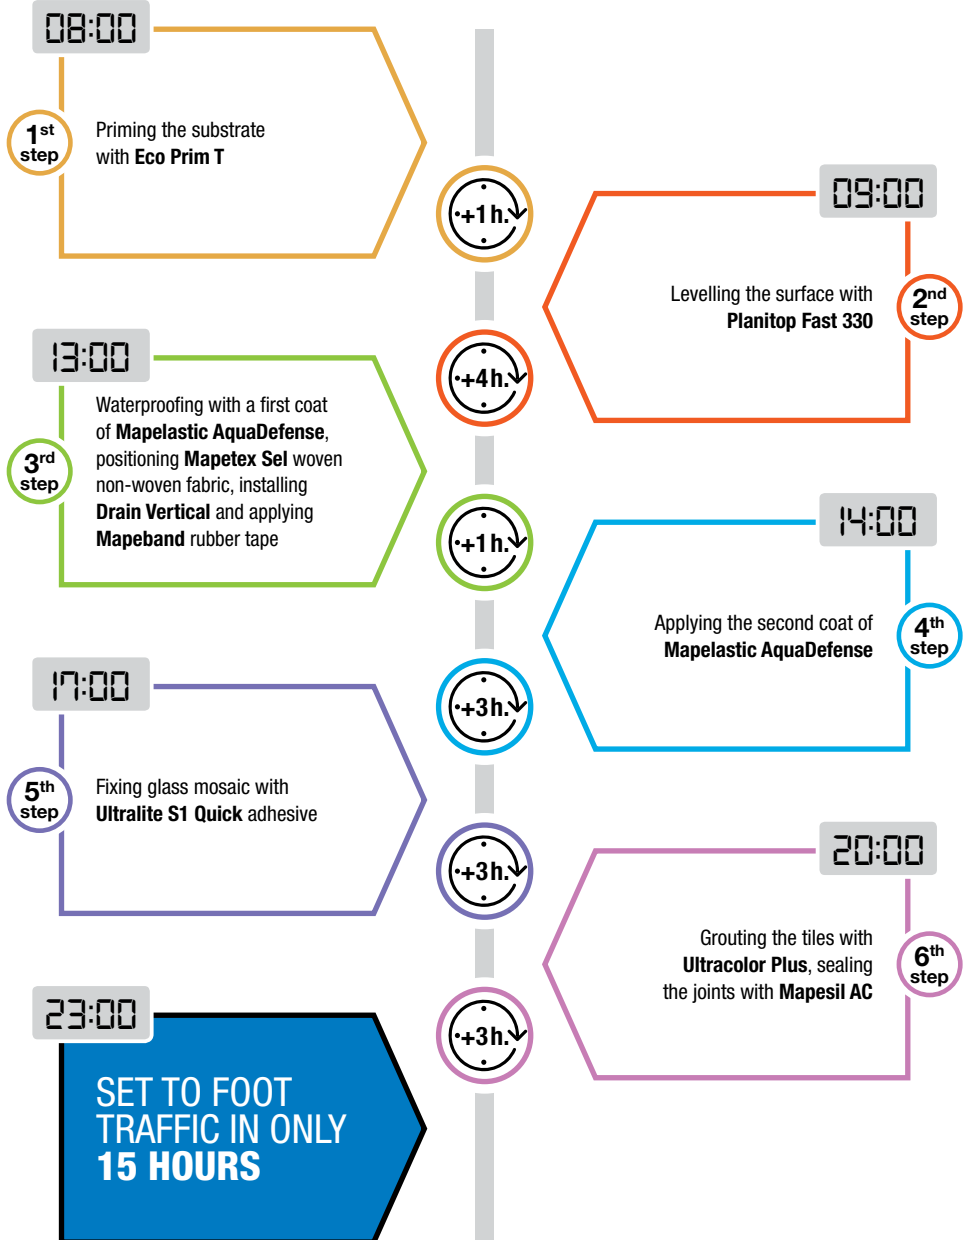 08:00
1st
step
Priming the substrate
with Eco Prim T
+1h.
09:00
2nd
step
Levelling the surface with
Planitop Fast 330
+4h.
13:00
3rd
step
Waterproofing with a first coat
of Mapelastic AquaDefense,
positioning Mapetex Sel woven
non-woven fabric, installing
Drain Vertical and applying
Mapeband rubber tape
+1h.
14:00
4th
step
Applying the second coat of
Mapelastic AquaDefense
+3h.
17:00
5th
step
Fixing glass mosaic with
Ultralite S1 Quick adhesive
+3h.
20:00
6th
step
Grouting the tiles with
Ultracolor Plus, sealing
the joints with Mapesil AC
+3h.
23:00
SET TO FOOT
TRAFFIC IN ONLY
15 HOURS